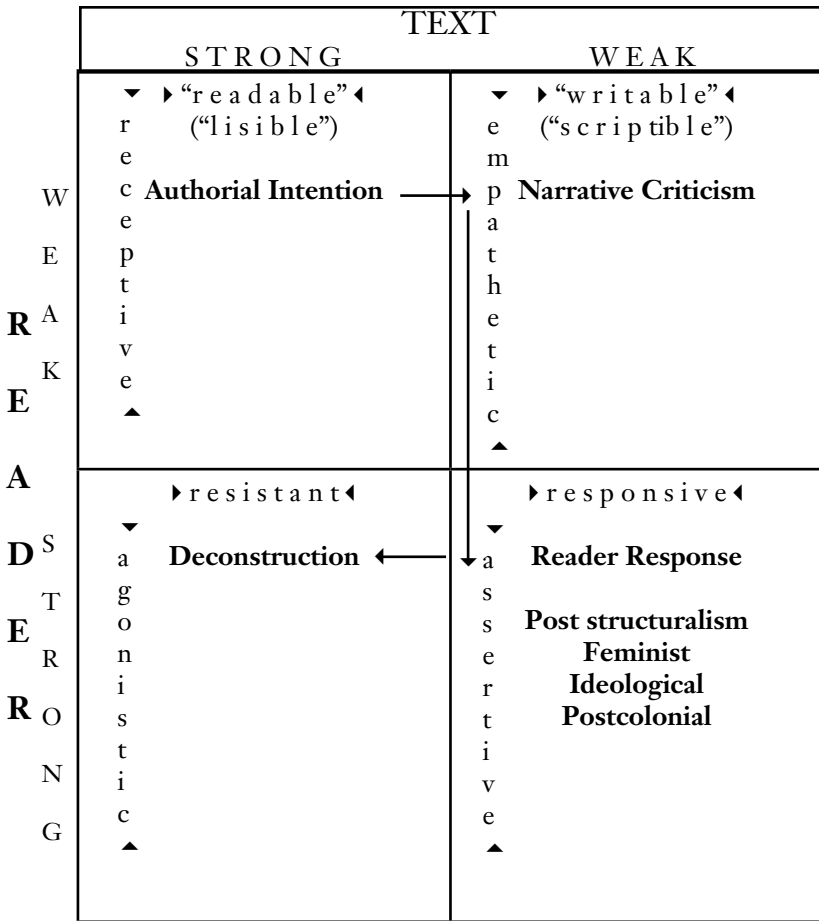 TEXT
STRONG WEAK
"readable" "writable"
("lisible") ("scriptible")
receptive
empathetic
Authorial Intention Narrative Criticism
READER
WEAK
STRONG
resistant responsive
agonistic
assertive
Deconstruction Reader Response
Post structuralism
Feminist
Ideological
Postcolonial